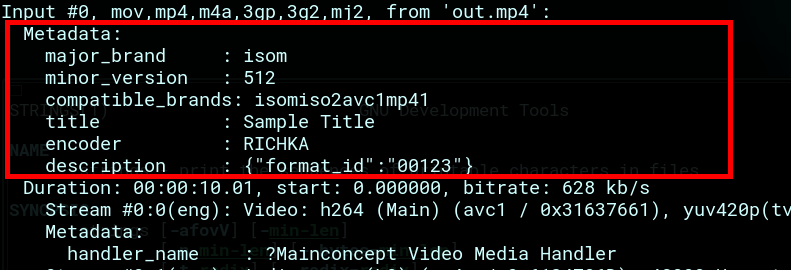 Input #0, mov,mp4,m4a,3gp,3g2,mj2, from 'out.mp4':
Metadata:
major_brand : isom
minor_version : 512
compatible_brands: isomiso2avc1mp41
title : Sample Title
encoder : RICHKA
description : {"format_id":"00123"}
Duration: 00:00:10.01, start: 0.000000, bitrate: 628 kb/s
Stream #0:0(eng): Video: h264 (Main) (avc1 / 0x31637661), yuv420p(tv
Metadata:
handler_name : ?Mainconcept Video Media Handler